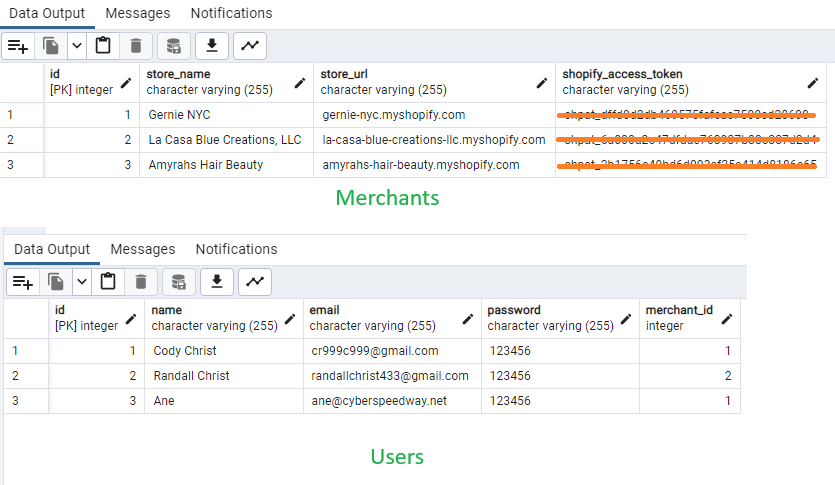 Data Output Messages Notifications
id store_name store_url shopify_access_token
[PK] integer character varying (255) character varying (255) character varying (255)
1 1 Gernie NYC gernie-nyc.myshopify.com
2 2 La Casa Blue Creations, LLC la-casa-blue-creations-llc.myshopify.com
3 3 Amyrahs Hair Beauty amyrahs-hair-beauty.myshopify.com
Merchants
Data Output Messages Notifications
id name email password merchant_id
[PK] integer character varying (255) character varying (255) character varying (255) integer
1 1 Cody Christ cr999c999@gmail.com 123456 1
2 2 Randall Christ randallchrist433@gmail.com 123456 2
3 3 Ane ane@cyberspeedway.net 123456 1
Users